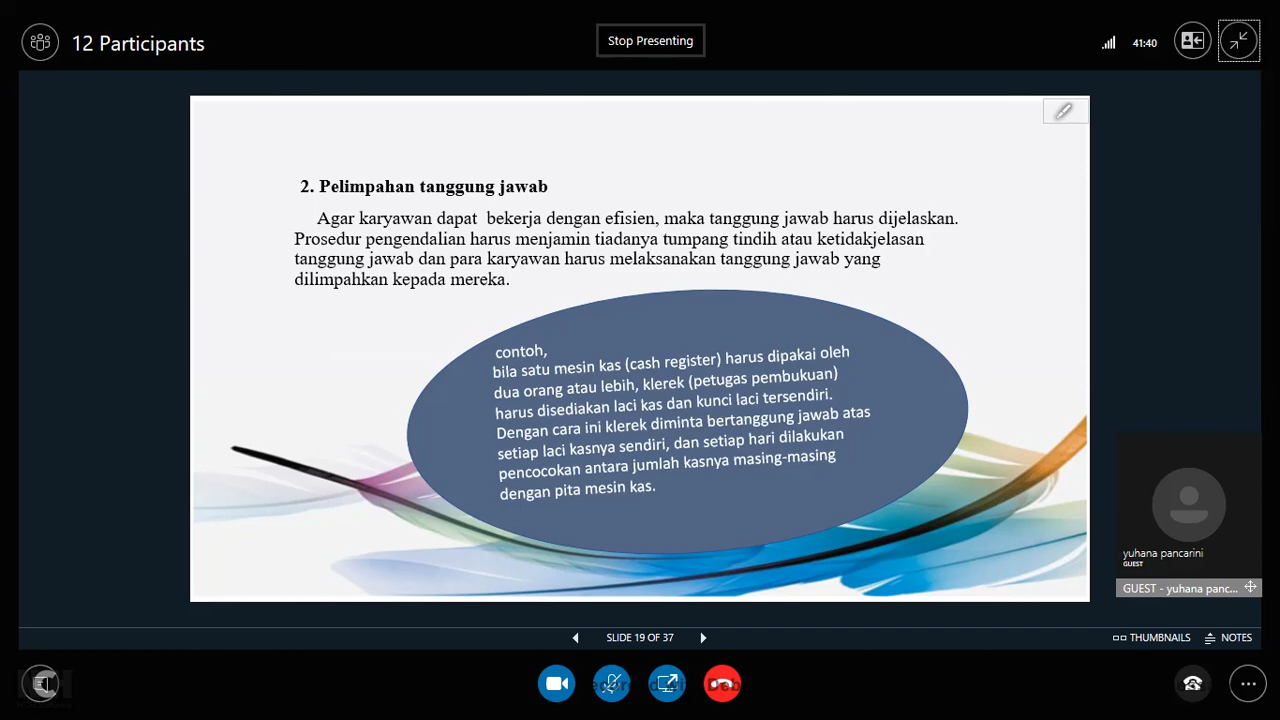 12 Participants
Stop Presenting
41:40
2. Pelimpahan tanggung jawab
Agar karyawan dapat bekerja dengan efisien, maka tanggung jawab harus dijelaskan.
Prosedur pengendalian harus menjamin tiadanya tumpang tindih atau ketidakjelasan
tanggung jawab dan para karyawan harus melaksanakan tanggung jawab yang
dilimpahkan kepada mereka.
contoh,
bila satu mesin kas (cash register) harus dipakai oleh
dua orang atau lebih, klerek (petugas pembukuan)
harus disediakan laci kas dan kunci laci tersendiri.
Dengan cara ini klerek diminta bertanggung jawab atas
setiap laci kasnya sendiri, dan setiap hari dilakukan
pencocokan antara jumlah kasnya masing-masing
dengan pita mesin kas.
yuhana pancarini
GUEST
GUEST - yuhana panc...
SLIDE 19 OF 37
THUMBNAILS
NOTES